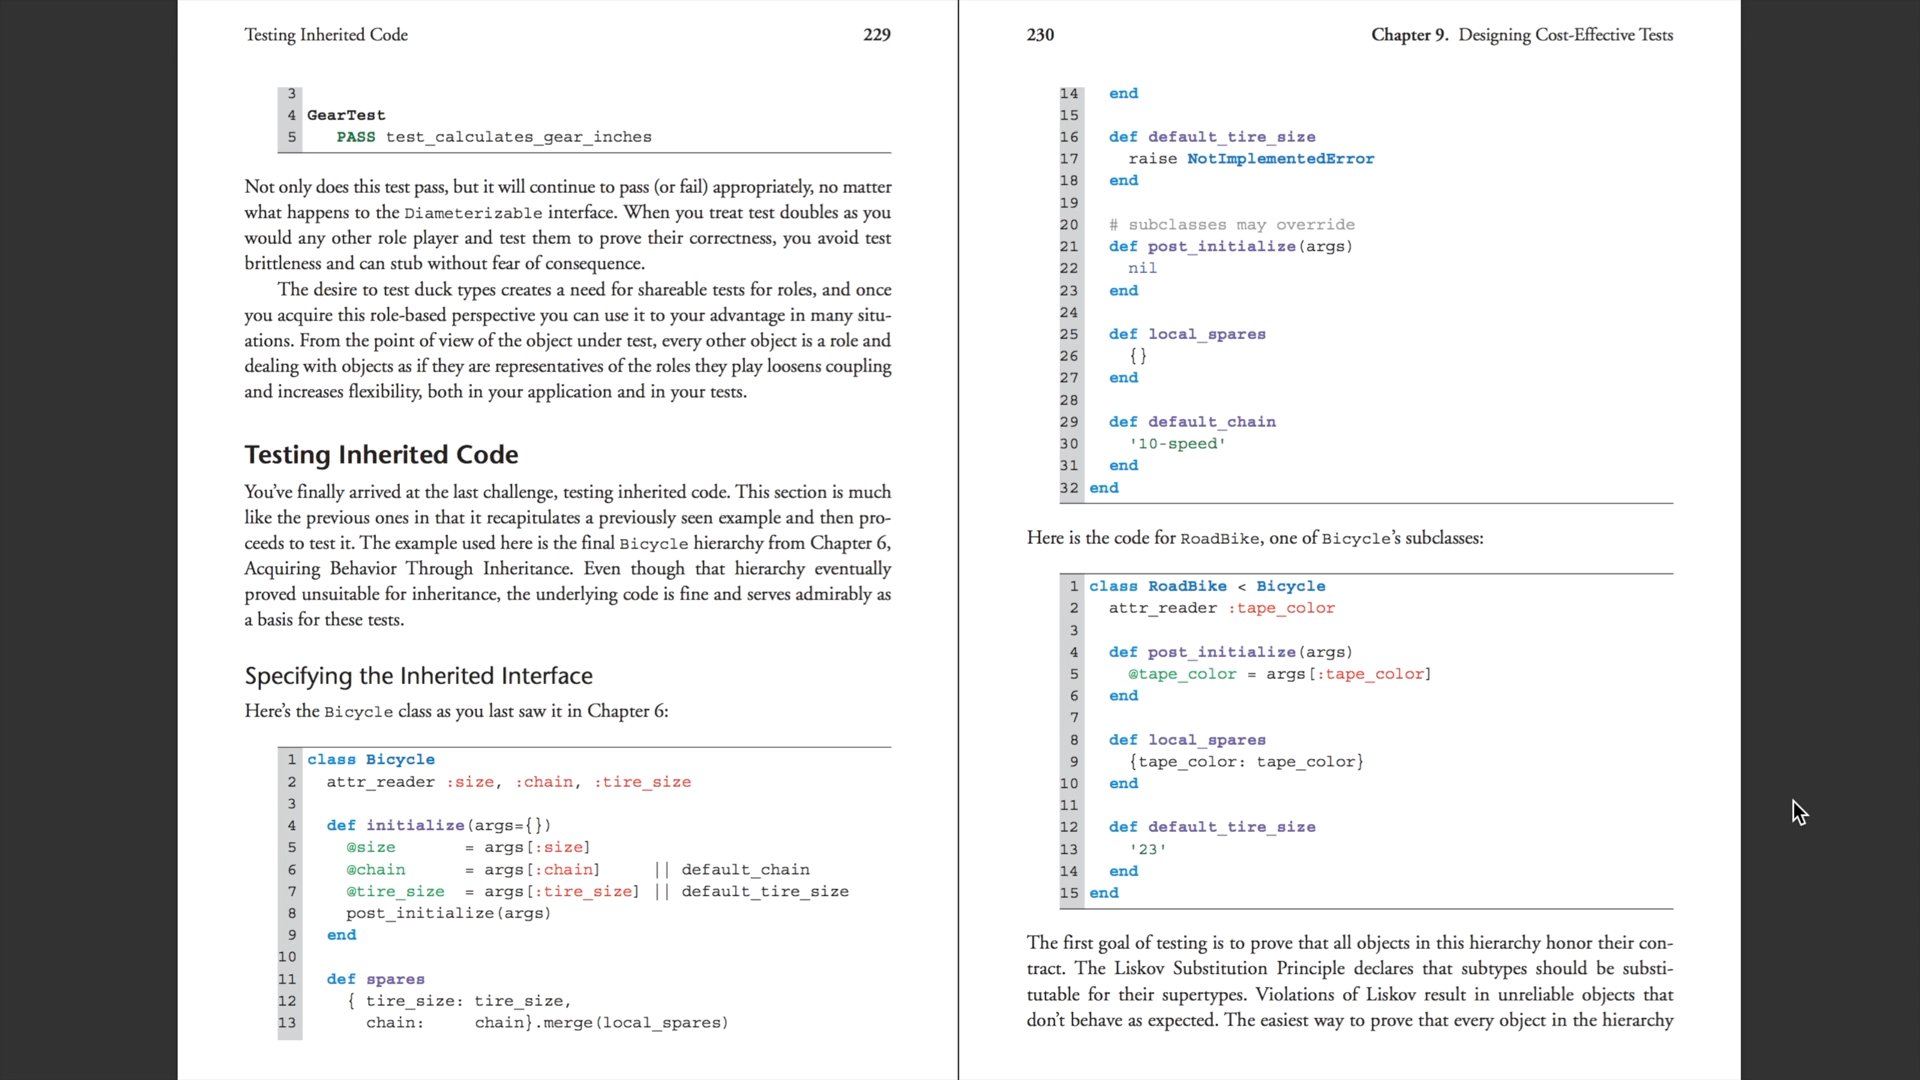 Testing Inherited Code 229
3
4 GearTest
5 PASS test_calculates_gear_inches
Not only does this test pass, but it will continue to pass (or fail) appropriately, no matter
what happens to the Diameterizable interface. When you treat test doubles as you
would any other role player and test them to prove their correctness, you avoid test
brittleness and can stub without fear of consequence.
The desire to test duck types creates a need for shareable tests for roles, and once
you acquire this role-based perspective you can use it to your advantage in many situ-
ations. From the point of view of the object under test, every other object is a role and
dealing with objects as if they are representatives of the roles they play loosens coupling
and increases flexibility, both in your application and in your tests.
Testing Inherited Code
You’ve finally arrived at the last challenge, testing inherited code. This section is much
like the previous ones in that it recapitulates a previously seen example and then pro-
ceeds to test it. The example used here is the final Bicycle hierarchy from Chapter 6,
Acquiring Behavior Through Inheritance. Even though that hierarchy eventually
proved unsuitable for inheritance, the underlying code is fine and serves admirably as
a basis for these tests.
Specifying the Inherited Interface
Here’s the Bicycle class as you last saw it in Chapter 6:
1 class Bicycle
2 attr_reader :size, :chain, :tire_size
3
4 def initialize(args={})
5 @size = args[:size]
6 @chain = args[:chain] || default_chain
7 @tire_size = args[:tire_size] || default_tire_size
8 post_initialize(args)
9 end
10
11 def spares
12 { tire_size: tire_size,
13 chain: chain}.merge(local_spares)
230 Chapter 9. Designing Cost-Effective Tests
14 end
15
16 def default_tire_size
17 raise NotImplementedError
18 end
19
20 # subclasses may override
21 def post_initialize(args)
22 nil
23 end
24
25 def local_spares
26 {}
27 end
28
29 def default_chain
30 '10-speed'
31 end
32 end
Here is the code for RoadBike, one of Bicycle’s subclasses:
1 class RoadBike < Bicycle
2 attr_reader :tape_color
3
4 def post_initialize(args)
5 @tape_color = args[:tape_color]
6 end
7
8 def local_spares
9 {tape_color: tape_color}
10 end
11
12 def default_tire_size
13 '23'
14 end
15 end
The first goal of testing is to prove that all objects in this hierarchy honor their con-
tract. The Liskov Substitution Principle declares that subtypes should be substi-
tutable for their supertypes. Violations of Liskov result in unreliable objects that
don’t behave as expected. The easiest way to prove that every object in the hierarchy